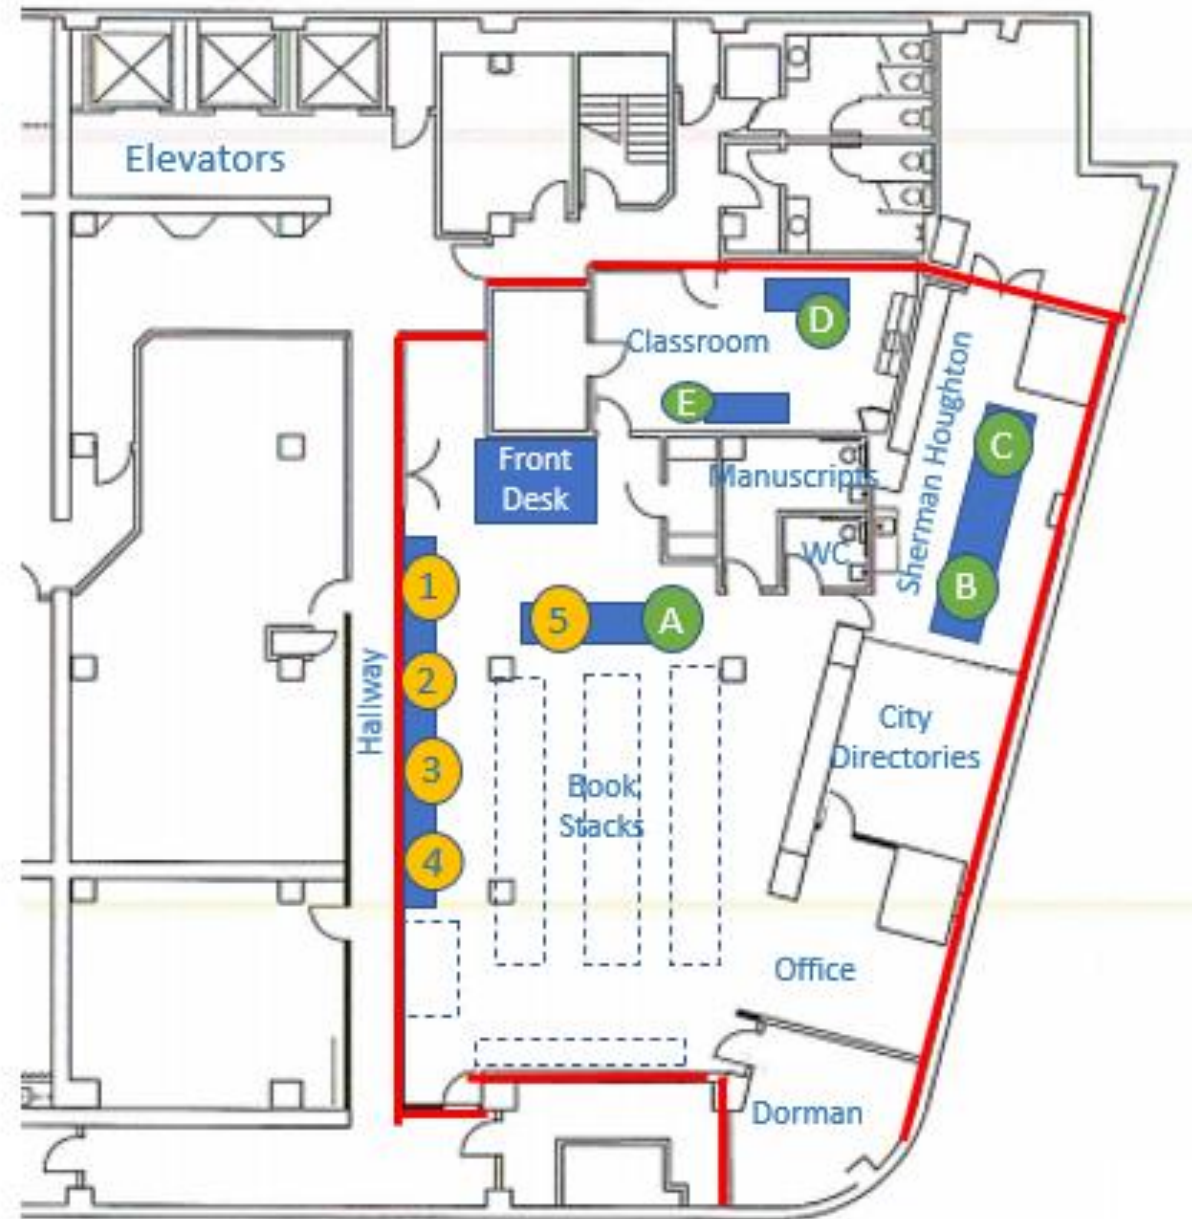 Elevators
D
Classroom
E
Sherman Houghton
C
Front
Desk
Manuscripts
WC
1
5
A
B
2
Hallway
City
Directories
3
Book
Stacks
4
Office
Dorman